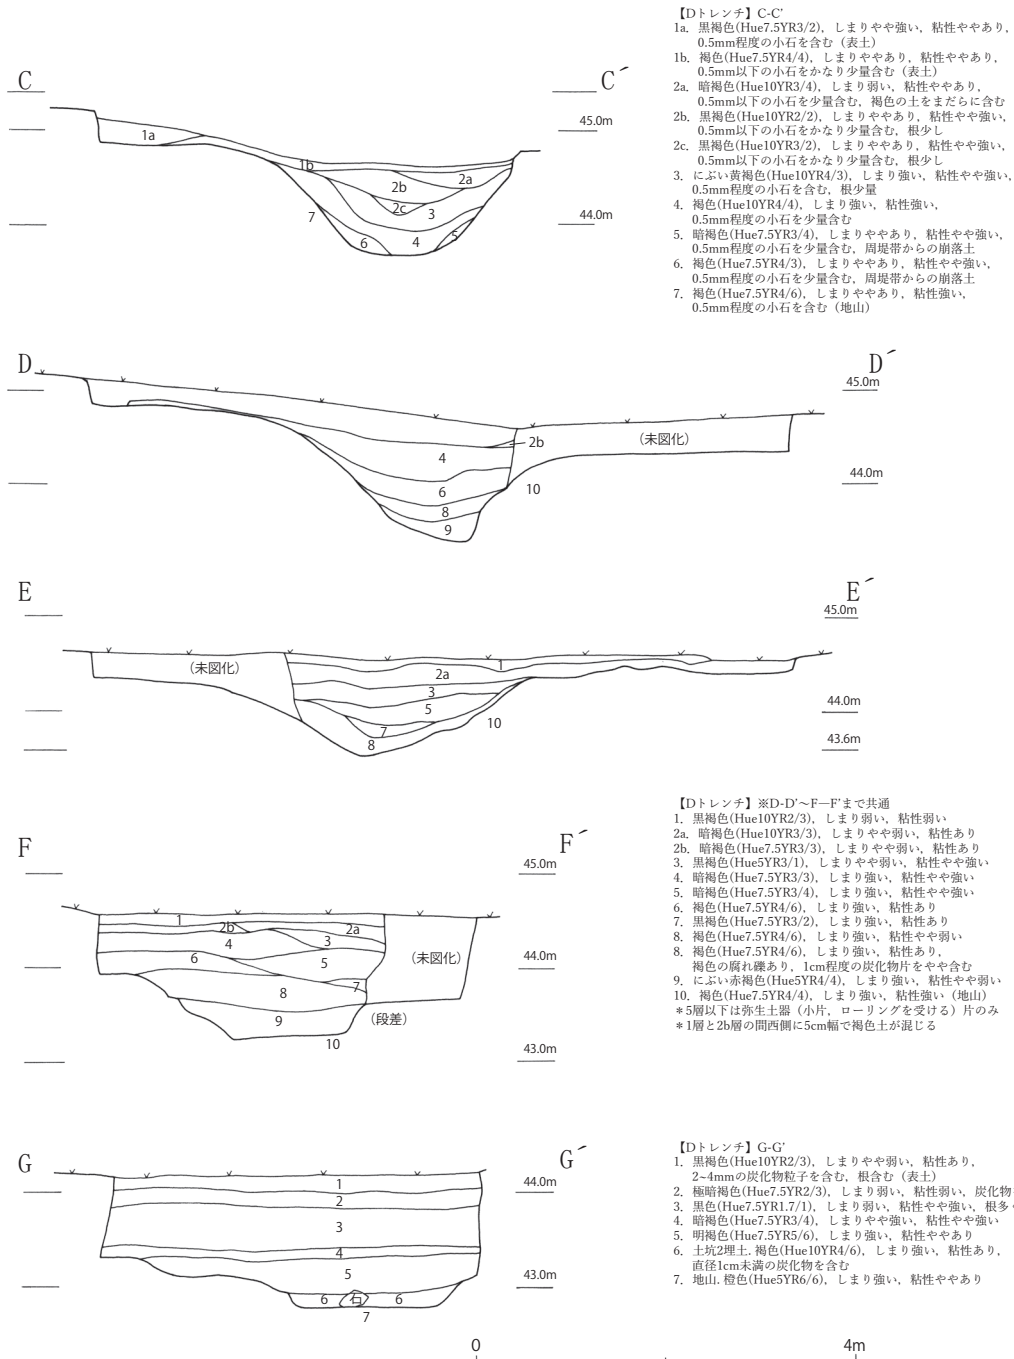 C
C´
45.0m
1a
1b
2a
2b
2c
3
7
44.0m
4
5
6
【Dトレンチ】C-C’
1a．黒褐色(Hue7.5YR3/2)，しまりやや強い，粘性ややあり，
0.5mm程度の小石を含む（表土）
1b．褐色(Hue7.5YR4/4)，しまりややあり，粘性ややあり，
0.5mm以下の小石をかなり少量含む（表土）
2a．暗褐色(Hue10YR3/4)，しまり弱い，粘性ややあり，
0.5mm以下の小石を少量含む，褐色の土をまだらに含む
2b．黒褐色(Hue10YR2/2)，しまりややあり，粘性やや強い，
0.5mm以下の小石をかなり少量含む，根少し
2c．黒褐色(Hue10YR3/2)，しまりややあり，粘性やや強い，
0.5mm以下の小石をかなり少量含む，根少し
3．にぶい黄褐色(Hue10YR4/3)，しまり強い，粘性やや強い，
0.5mm程度の小石を含む，根少量
4．褐色(Hue10YR4/4)，しまり強い，粘性強い，
0.5mm程度の小石を少量含む
5．暗褐色(Hue7.5YR3/4)，しまりややあり，粘性やや強い，
0.5mm程度の小石を少量含む，周堤帯からの崩落土
6．褐色(Hue7.5YR4/3)，しまりややあり，粘性やや強い，
0.5mm程度の小石を少量含む，周堤帯からの崩落土
7．褐色(Hue7.5YR4/6)，しまりややあり，粘性強い，
0.5mm程度の小石を含む（地山）
D
D´
45.0m
2b
（未図化）
4
44.0m
6
10
8
9
E
E´
45.0m
（未図化）
1
2a
3
5
44.0m
10
7
43.6m
8
【Dトレンチ】※D-D’～F―F’まで共通
1．黒褐色(Hue10YR2/3)，しまり弱い，粘性弱い
2a．暗褐色(Hue10YR3/3)，しまりやや弱い，粘性あり
2b．暗褐色(Hue7.5YR3/3)，しまりやや弱い，粘性あり
3．黒褐色(Hue5YR3/1)，しまりやや弱い，粘性やや強い
4．暗褐色(Hue7.5YR3/3)，しまり強い，粘性やや強い
5．暗褐色(Hue7.5YR3/4)，しまり強い，粘性やや強い
6．褐色(Hue7.5YR4/6)，しまり強い，粘性あり
7．黒褐色(Hue7.5YR3/2)，しまり強い，粘性あり
8．褐色(Hue7.5YR4/6)，しまり強い，粘性やや弱い
8．褐色(Hue7.5YR4/6)，しまり強い，粘性あり，
褐色の腐れ礫あり，1cm程度の炭化物片をやや含む
9．にぶい赤褐色(Hue5YR4/4)，しまり強い，粘性やや弱い
10．褐色(Hue7.5YR4/4)，しまり強い，粘性強い（地山）
＊5層以下は弥生土器（小片，ローリングを受ける）片のみ
＊1層と2b層の間西側に5cm幅で褐色土が混じる
F
F´
45.0m
1
2b
2a
4
3
6
5
（未図化）
44.0m
7
8
9
（段差）
10
43.0m
G
G´
44.0m
1
2
3
4
5
43.0m
6
石
6
7
【Dトレンチ】G-G’
1．黒褐色(Hue10YR2/3)，しまりやや弱い，粘性あり，
2~4mmの炭化物粒子を含む，根含む（表土）
2．極暗褐色(Hue7.5YR2/3)，しまり弱い，粘性弱い，炭化物
3．黒色(Hue7.5YR1.7/1)，しまり弱い，粘性やや強い，根多
4．暗褐色(Hue7.5YR3/4)，しまりやや強い，粘性やや強い
5．明褐色(Hue7.5YR5/6)，しまり強い，粘性ややあり
6．土坑2埋土．褐色(Hue10YR4/6)，しまり強い，粘性あり，
直径1cm未満の炭化物を含む
7．地山．橙色(Hue5YR6/6)，しまり強い，粘性ややあり
0
4m